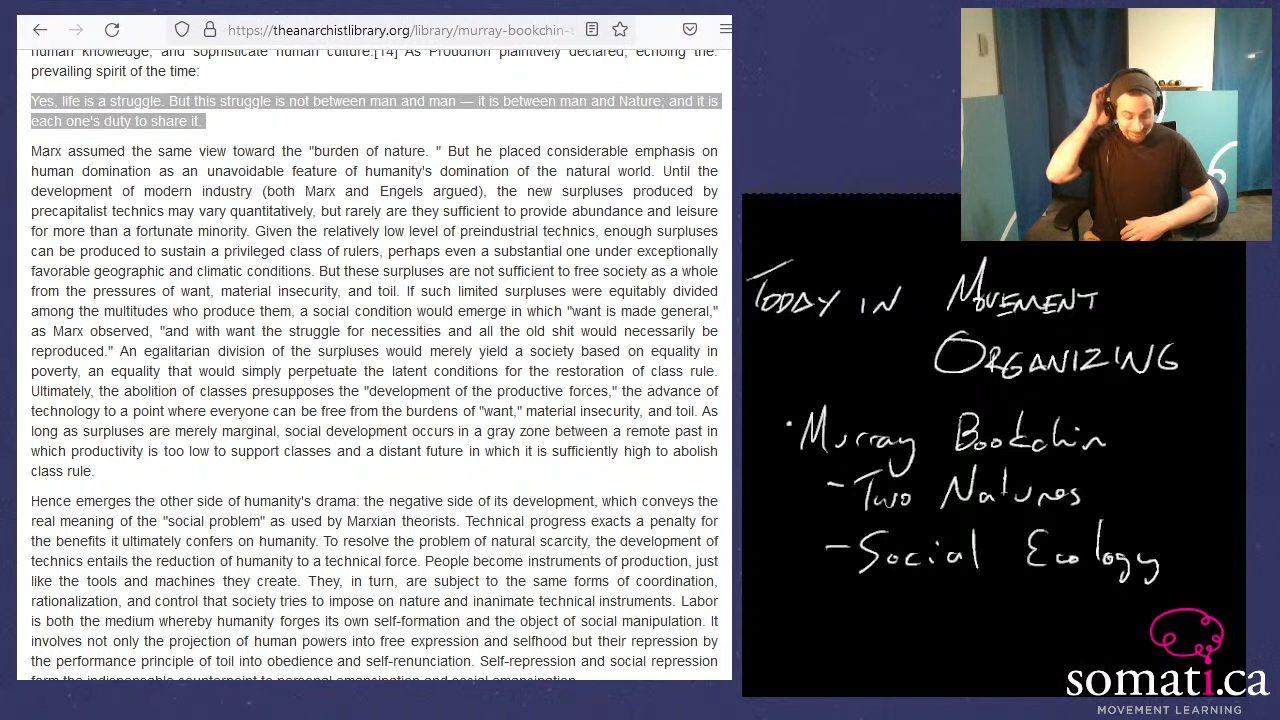 https://theanarchistlibrary.org/library/murray-bookchin-
human knowledge, and sophisticate human culture.[14] As Proudhon plaintively declared, echoing the
prevailing spirit of the time:
Yes, life is a struggle. But this struggle is not between man and man — it is between man and Nature; and it is
each one's duty to share it.
Marx assumed the same view toward the "burden of nature. " But he placed considerable emphasis on
human domination as an unavoidable feature of humanity's domination of the natural world. Until the
development of modern industry (both Marx and Engels argued), the new surpluses produced by
precapitalist technics may vary quantitatively, but rarely are they sufficient to provide abundance and leisure
for more than a fortunate minority. Given the relatively low level of preindustrial technics, enough surpluses
can be produced to sustain a privileged class of rulers, perhaps even a substantial one under exceptionally
favorable geographic and climatic conditions. But these surpluses are not sufficient to free society as a whole
from the pressures of want, material insecurity, and toil. If such limited surpluses were equitably divided
among the multitudes who produce them, a social condition would emerge in which "want is made general,"
as Marx observed, "and with want the struggle for necessities and all the old shit would necessarily be
reproduced." An egalitarian division of the surpluses would merely yield a society based on equality in
poverty, an equality that would simply perpetuate the latent conditions for the restoration of class rule.
Ultimately, the abolition of classes presupposes the "development of the productive forces," the advance of
technology to a point where everyone can be free from the burdens of "want," material insecurity, and toil. As
long as surpluses are merely marginal, social development occurs in a gray zone between a remote past in
which productivity is too low to support classes and a distant future in which it is sufficiently high to abolish
class rule.
Hence emerges the other side of humanity's drama: the negative side of its development, which conveys the
real meaning of the "social problem" as used by Marxian theorists. Technical progress exacts a penalty for
the benefits it ultimately confers on humanity. To resolve the problem of natural scarcity, the development of
technics entails the reduction of humanity to a technical force. People become instruments of production, just
like the tools and machines they create. They, in turn, are subject to the same forms of coordination,
rationalization, and control that society tries to impose on nature and inanimate technical instruments. Labor
is both the medium whereby humanity forges its own self-formation and the object of social manipulation. It
involves not only the projection of human powers into free expression and selfhood but their repression by
the performance principle of toil into obedience and self-renunciation. Self-repression and social repression
TODAY IN MOVEMENT
ORGANIZING
· Murray Bookchin
- Two Natures
- Social Ecology
somati.ca
MOVEMENT LEARNING